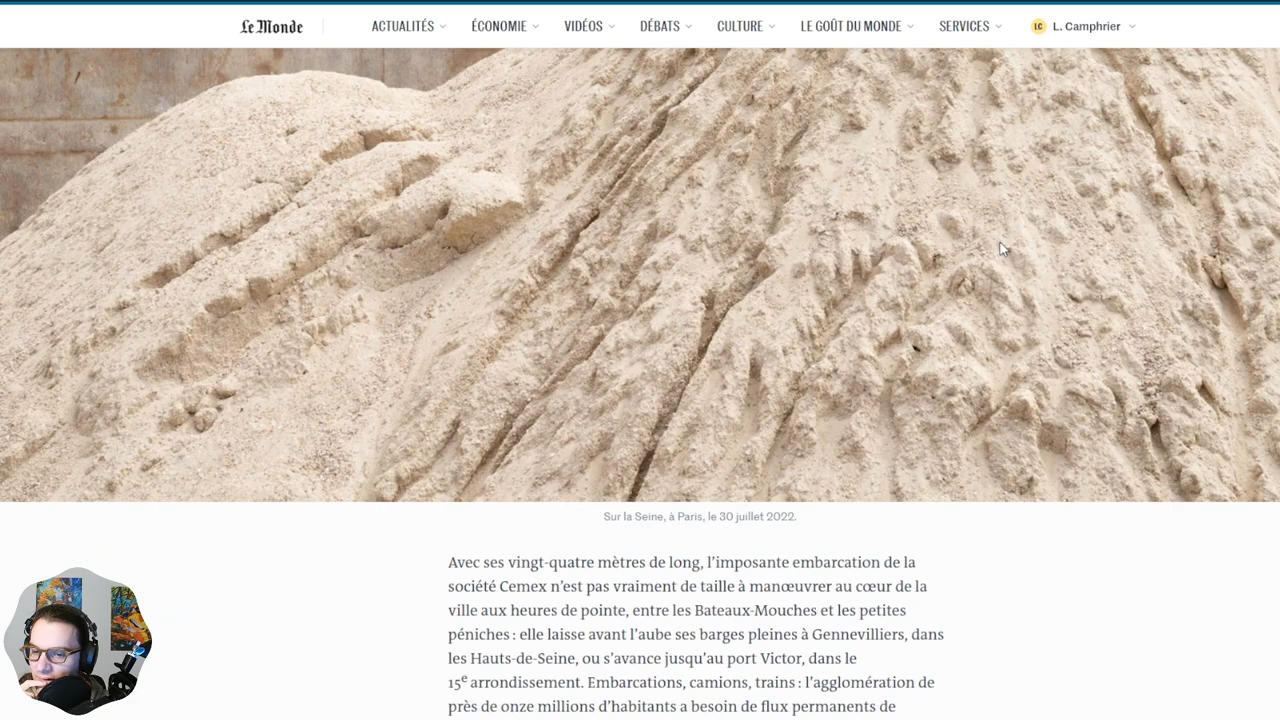 Le Monde
ACTUALITÉS ÉCONOMIE VIDÉOS DÉBATS CULTURE LE GOÛT DU MONDE SERVICES LC L. Camphrier
Sur la Seine, à Paris, le 30 juillet 2022.
Avec ses vingt-quatre mètres de long, l’imposante embarcation de la
société Cemex n’est pas vraiment de taille à manœuvrer au cœur de la
ville aux heures de pointe, entre les Bateaux-Mouches et les petites
péniches : elle laisse avant l’aube ses barges pleines à Gennevilliers, dans
les Hauts-de-Seine, ou s’avance jusqu’au port Victor, dans le
15e arrondissement. Embarcations, camions, trains : l’agglomération de
près de onze millions d’habitants a besoin de flux permanents de